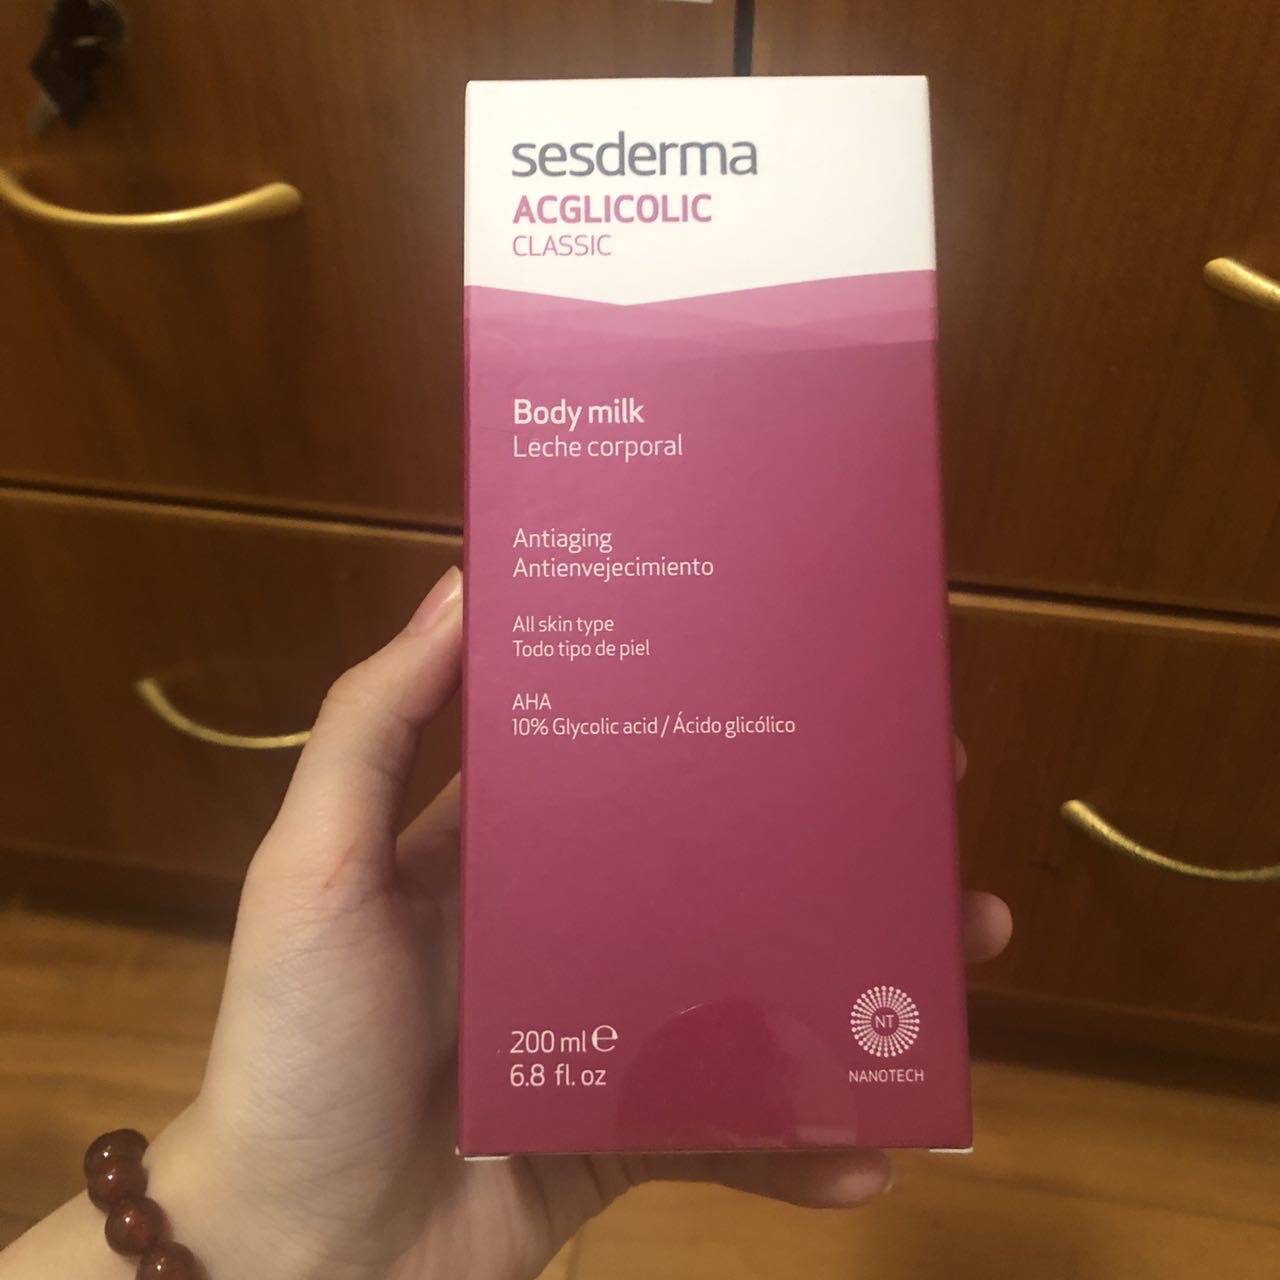 sesderma
ACGLICOLIC
CLASSIC
Body milk
Leche corporal
Antiaging
Antienvejecimiento
All skin type
Todo tipo de piel
AHA
10% Glycolic acid / Ácido glicólico
200 ml ℮
6.8 fl. oz
NT
NANOTECH